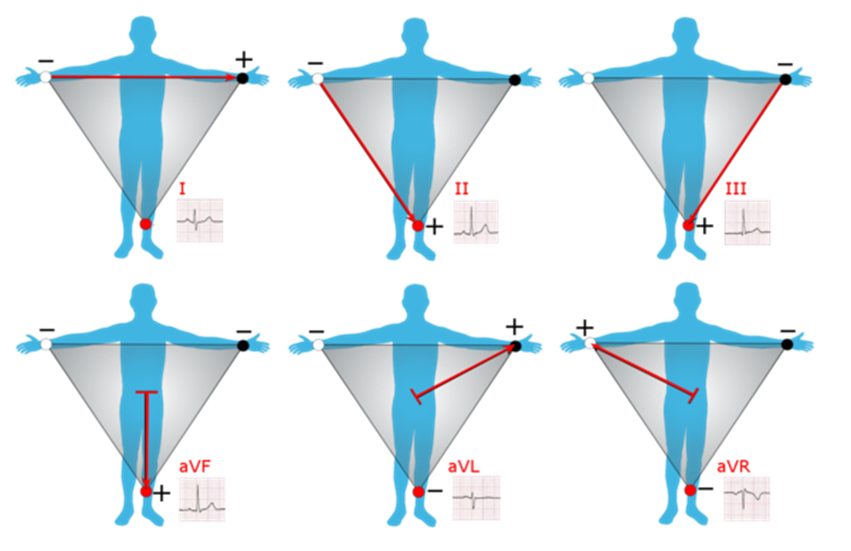 − +
I
−
II
+
−
III
+
− −
aVF
+
− +
aVL
−
+ −
aVR
−